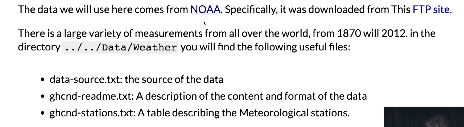 The data we will use here comes from NOAA. Specifically, it was downloaded from This FTP site.
There is a large variety of measurements from all over the world, from 1870 will 2012. in the
directory ../../Data/Weather you will find the following useful files:
• data-source.txt: the source of the data
• ghcnd-readme.txt: A description of the content and format of the data
• ghcnd-stations.txt: A table describing the Meteorological stations.